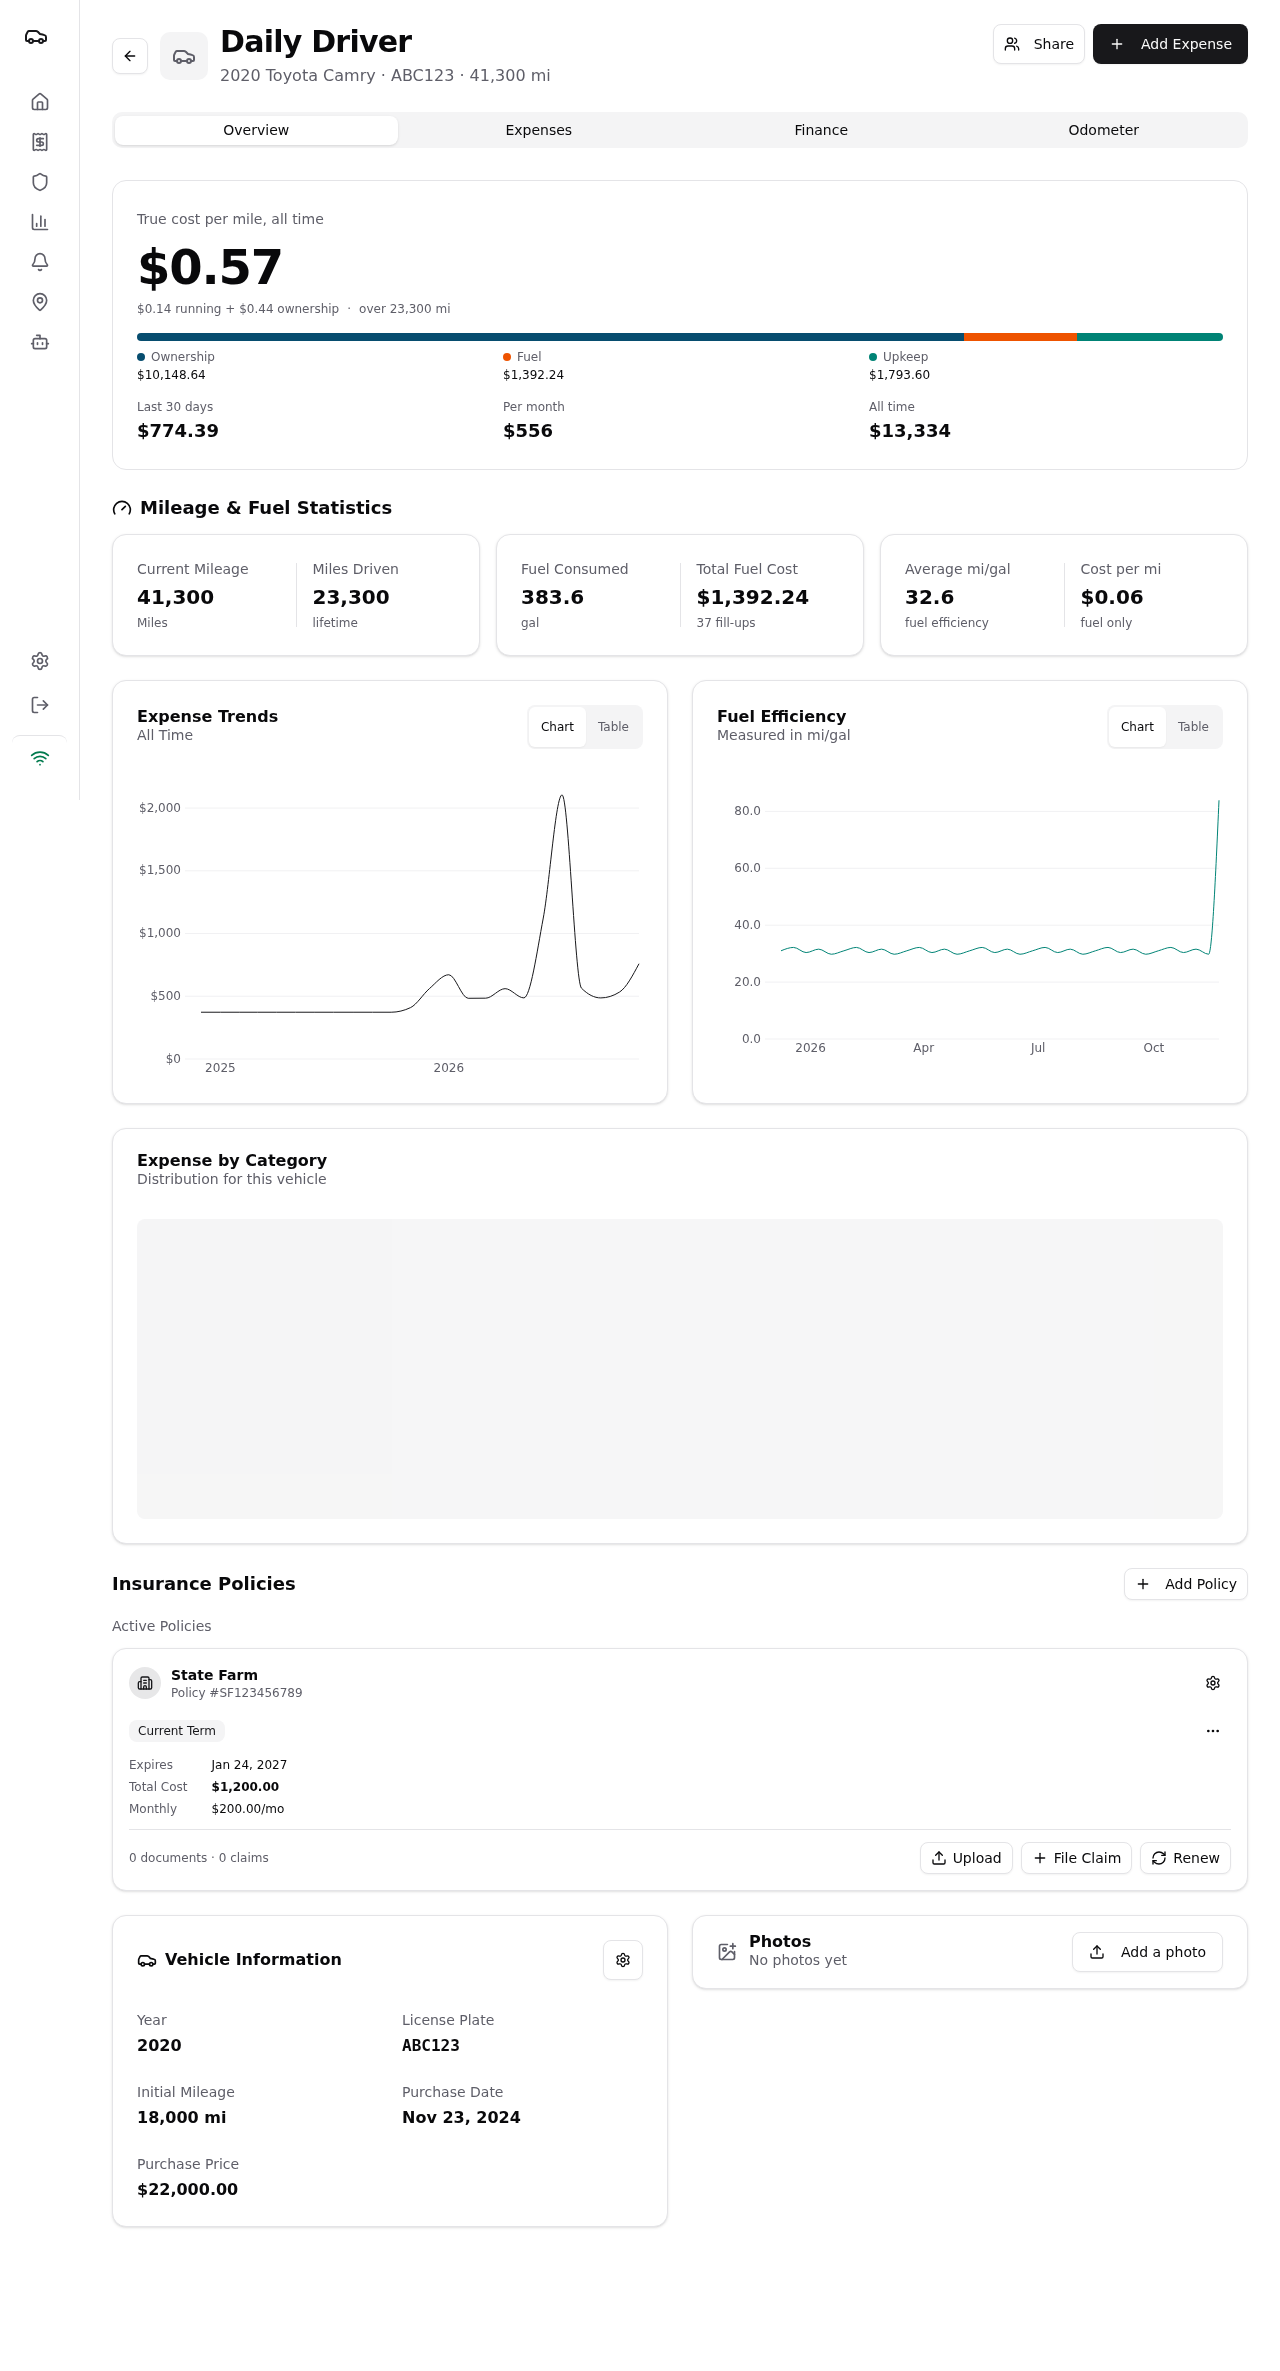 Daily Driver
2020 Toyota Camry · ABC123 · 41,300 mi
Share
Add Expense
Overview
Expenses
Finance
Odometer
True cost per mile, all time
$0.57
$0.14 running + $0.44 ownership · over 23,300 mi
Ownership
$10,148.64
Fuel
$1,392.24
Upkeep
$1,793.60
Last 30 days
$774.39
Per month
$556
All time
$13,334
Mileage & Fuel Statistics
Current Mileage
41,300
Miles
Miles Driven
23,300
lifetime
Fuel Consumed
383.6
gal
Total Fuel Cost
$1,392.24
37 fill-ups
Average mi/gal
32.6
fuel efficiency
Cost per mi
$0.06
fuel only
Expense Trends
All Time
Chart
Table
$2,000
$1,500
$1,000
$500
$0
2025
2026
Fuel Efficiency
Measured in mi/gal
Chart
Table
80.0
60.0
40.0
20.0
0.0
2026
Apr
Jul
Oct
Expense by Category
Distribution for this vehicle
Insurance Policies
Add Policy
Active Policies
State Farm
Policy #SF123456789
Current Term
Expires Jan 24, 2027
Total Cost $1,200.00
Monthly $200.00/mo
0 documents · 0 claims
Upload
File Claim
Renew
Vehicle Information
Year
2020
License Plate
ABC123
Initial Mileage
18,000 mi
Purchase Date
Nov 23, 2024
Purchase Price
$22,000.00
Photos
No photos yet
Add a photo